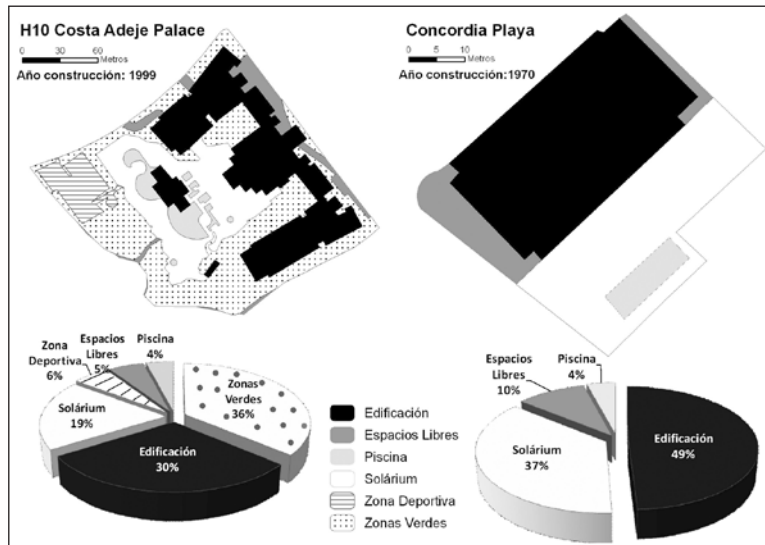 H10 Costa Adeje Palace
0 30 60
Metros
Año construcción: 1999
Concordia Playa
0 5 10
Metros
Año construcción:1970
Zona
Deportiva
6%
Espacios
Libres
5%
Piscina
4%
Zonas
Verdes
36%
Solárium
19%
Edificación
30%
Edificación
Espacios Libres
Piscina
Solárium
Zona Deportiva
Zonas Verdes
Espacios
Libres
10%
Piscina
4%
Solárium
37%
Edificación
49%